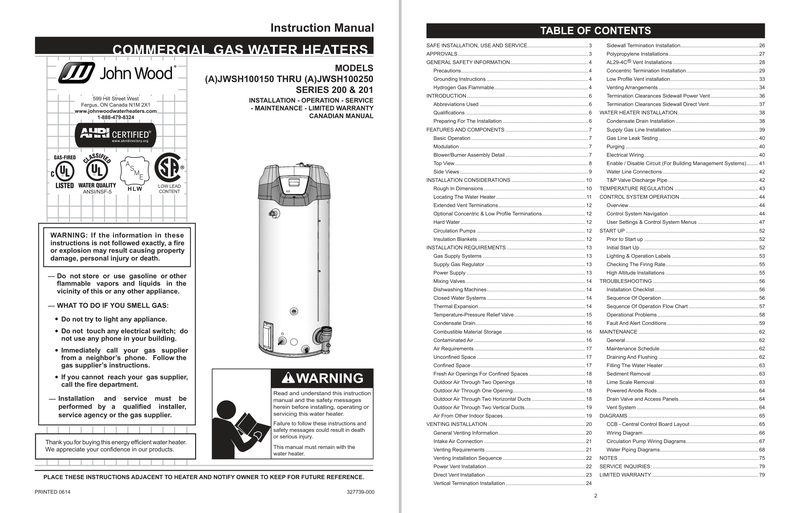 Instruction Manual
COMMERCIAL GAS WATER HEATERS
John Wood
599 Hill Street West
Fergus, ON Canada N1M 2X1
www.johnwoodwaterheaters.com
1-888-479-8324
AHRI CERTIFIED
www.ahridirectory.org
GAS-FIRED
C UL
LISTED
CLASSIFIED
UL
WATER QUALITY
ANSI/NSF-5
ASME
HLW
SA
LOW LEAD
CONTENT
MODELS
(A)JWSH100150 THRU (A)JWSH100250
SERIES 200 & 201
INSTALLATION - OPERATION - SERVICE
- MAINTENANCE - LIMITED WARRANTY
CANADIAN MANUAL
WARNING: If the information in these
instructions is not followed exactly, a fire
or explosion may result causing property
damage, personal injury or death.
— Do not store or use gasoline or other
flammable vapors and liquids in the
vicinity of this or any other appliance.
— WHAT TO DO IF YOU SMELL GAS:
• Do not try to light any appliance.
• Do not touch any electrical switch; do
not use any phone in your building.
• Immediately call your gas supplier
from a neighbor's phone. Follow the
gas supplier's instructions.
• If you cannot reach your gas supplier,
call the fire department.
— Installation and service must be
performed by a qualified installer,
service agency or the gas supplier.
Thank you for buying this energy efficient water heater.
We appreciate your confidence in our products.
WARNING
Read and understand this instruction
manual and the safety messages
herein before installing, operating or
servicing this water heater.
Failure to follow these instructions and
safety messages could result in death
or serious injury.
This manual must remain with the
water heater.
PLACE THESE INSTRUCTIONS ADJACENT TO HEATER AND NOTIFY OWNER TO KEEP FOR FUTURE REFERENCE.
PRINTED 0614
327739-000
TABLE OF CONTENTS
SAFE INSTALLATION, USE AND SERVICE 3
APPROVALS 3
GENERAL SAFETY INFORMATION 4
Precautions 4
Grounding Instructions 4
Hydrogen Gas Flammable 4
INTRODUCTION 6
Abbreviations Used 6
Qualifications 6
Preparing For The Installation 6
FEATURES AND COMPONENTS 7
Basic Operation 7
Modulation 7
Blower/Burner Assembly Detail 7
Top View 8
Side Views 9
INSTALLATION CONSIDERATIONS 10
Rough In Dimensions 10
Locating The Water Heater 11
Extended Vent Terminations 12
Optional Concentric & Low Profile Terminations 12
Hard Water 12
Circulation Pumps 12
Insulation Blankets 12
INSTALLATION REQUIREMENTS 13
Gas Supply Systems 13
Supply Gas Regulator 13
Power Supply 13
Mixing Valves 14
Dishwashing Machines 14
Closed Water Systems 14
Thermal Expansion 14
Temperature-Pressure Relief Valve 15
Condensate Drain 16
Combustible Material Storage 16
Contaminated Air 16
Air Requirements 17
Unconfined Space 17
Confined Space 17
Fresh Air Openings For Confined Spaces 18
Outdoor Air Through Two Openings 18
Outdoor Air Through One Opening 18
Outdoor Air Through Two Horizontal Ducts 18
Outdoor Air Through Two Vertical Ducts 19
Air From Other Indoor Spaces 19
VENTING INSTALLATION 20
General Venting Information 20
Intake Air Connection 21
Venting Requirements 21
Venting Installation Sequence 22
Power Vent Installation 22
Direct Vent Installation 23
Vertical Termination Installation 24
Sidewall Termination Installation 26
Polypropylene Installations 27
AL29-4C® Vent Installations 28
Concentric Termination Installation 29
Low Profile Vent installation 33
Venting Arrangements 34
Termination Clearances Sidewall Power Vent 36
Termination Clearances Sidewall Direct Vent 37
WATER HEATER INSTALLATION 38
Condensate Drain Installation 38
Supply Gas Line Installation 39
Gas Line Leak Testing 40
Purging 40
Electrical Wiring 40
Enable / Disable Circuit (For Building Management Systems) 41
Water Line Connections 42
T&P Valve Discharge Pipe 42
TEMPERATURE REGULATION 43
CONTROL SYSTEM OPERATION 44
Overview 44
Control System Navigation 44
User Settings & Control System Menus 47
START UP 52
Prior to Start up 52
Initial Start Up 52
Lighting & Operation Labels 53
Checking The Firing Rate 55
High Altitude Installations 55
TROUBLESHOOTING 56
Installation Checklist 56
Sequence Of Operation 56
Sequence Of Operation Flow Chart 57
Operational Problems 58
Fault And Alert Conditions 59
MAINTENANCE 62
General 62
Maintenance Schedule 62
Draining And Flushing 62
Filling The Water Heater 63
Sediment Removal 63
Lime Scale Removal 63
Powered Anode Rods 64
Drain Valve and Access Panels 64
Vent System 64
DIAGRAMS 65
CCB - Central Control Board Layout 65
Wiring Diagram 66
Circulation Pump Wiring Diagrams 67
Water Piping Diagrams 68
NOTES 75
SERVICE INQUIRIES: 79
LIMITED WARRANTY 79
2